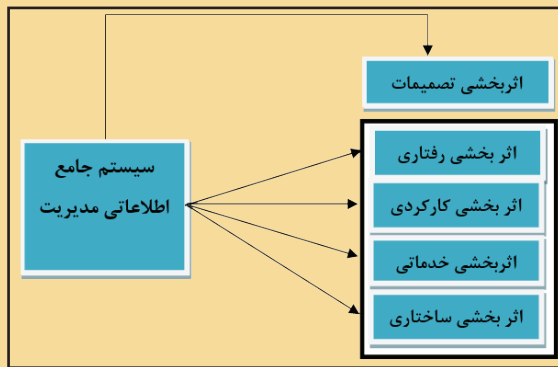 اثربخشی تصمیمات
سیستم جامع
اطلاعاتی مدیریت
اثر بخشی رفتاری
اثر بخشی کارکردی
اثربخشی خدماتی
اثر بخشی ساختاری